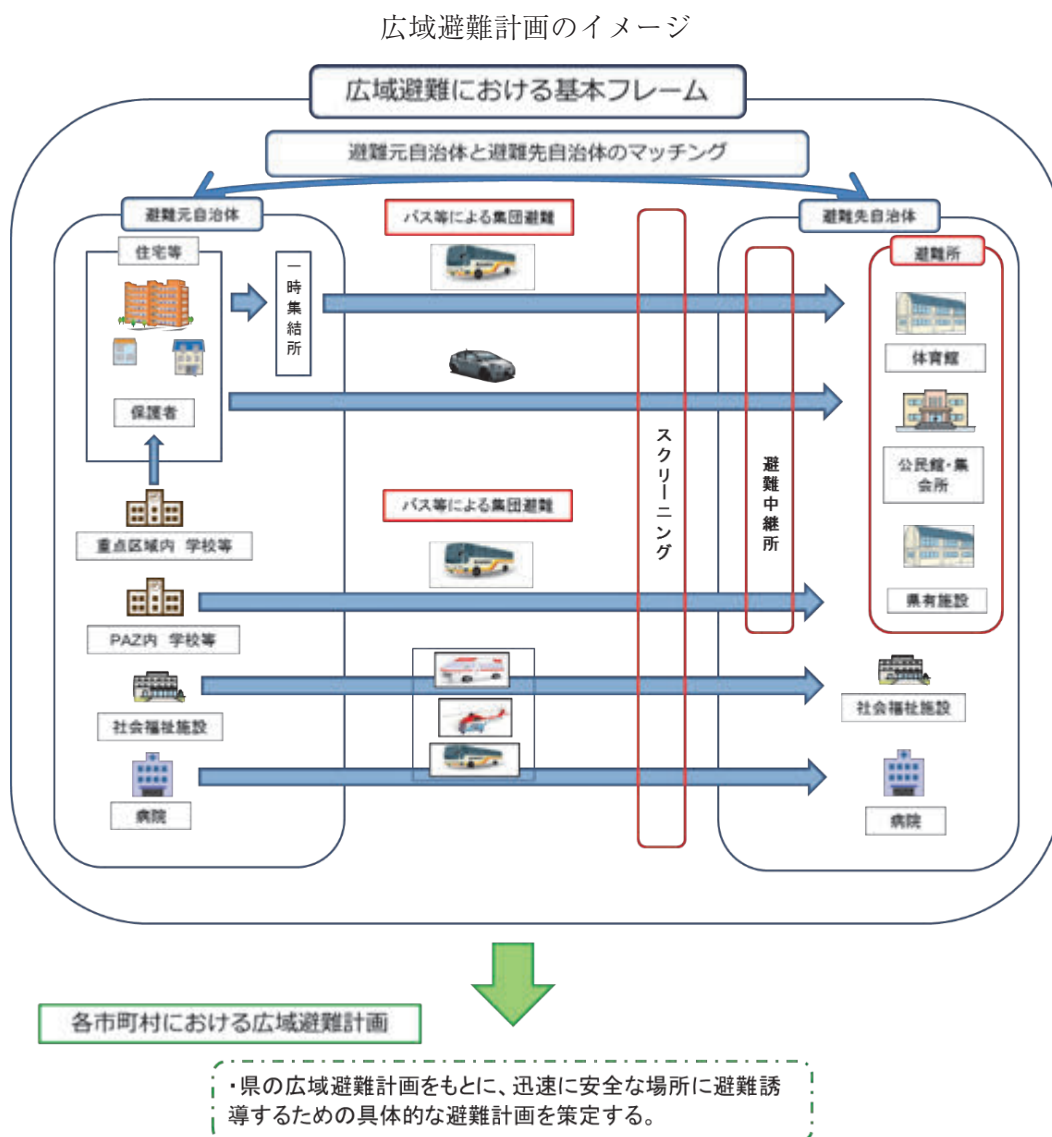 広域避難計画のイメージ
広域避難における基本フレーム
避難元自治体と避難先自治体のマッチング
避難元自治体
住宅等
一時集結所
保護者
重点区域内 学校等
PAZ内 学校等
社会福祉施設
病院
バス等による集団避難
バス等による集団避難
スクリーニング
避難中継所
避難先自治体
避難所
体育館
公民館・集
会所
県有施設
社会福祉施設
病院
各市町村における広域避難計画
・県の広域避難計画をもとに、迅速に安全な場所に避難誘
導するための具体的な避難計画を策定する。